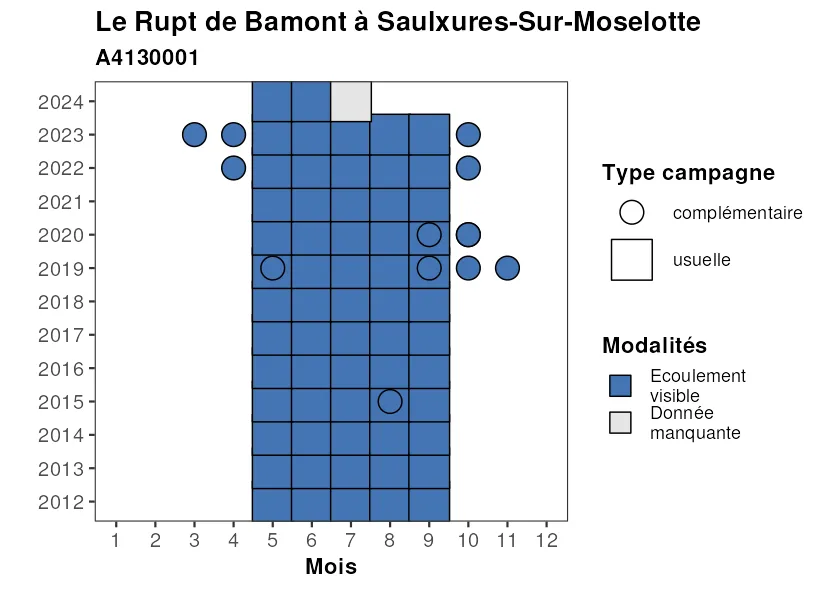 Le Rupt de Bamont à Saulxures-Sur-Moselotte
A4130001
2024
2023
2022
2021
2020
2019
2018
2017
2016
2015
2014
2013
2012
1 2 3 4 5 6 7 8 9 10 11 12
Mois
Type campagne
complémentaire
usuelle
Modalités
Ecoulement
visible
Donnée
manquante